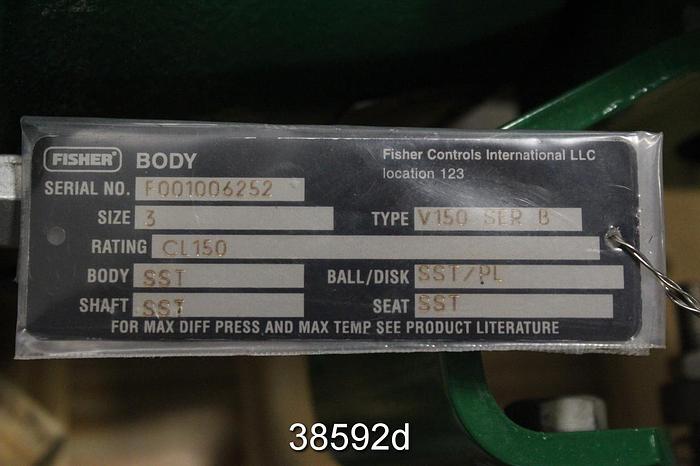 FISHER BODY Fisher Controls International LLC
location 123
SERIAL NO. F001006252
SIZE 3 TYPE V150 SER B
RATING CL150
BODY SST BALL/DISK SST/PL
SHAFT SST SEAT SST
FOR MAX DIFF PRESS AND MAX TEMP SEE PRODUCT LITERATURE
38592d